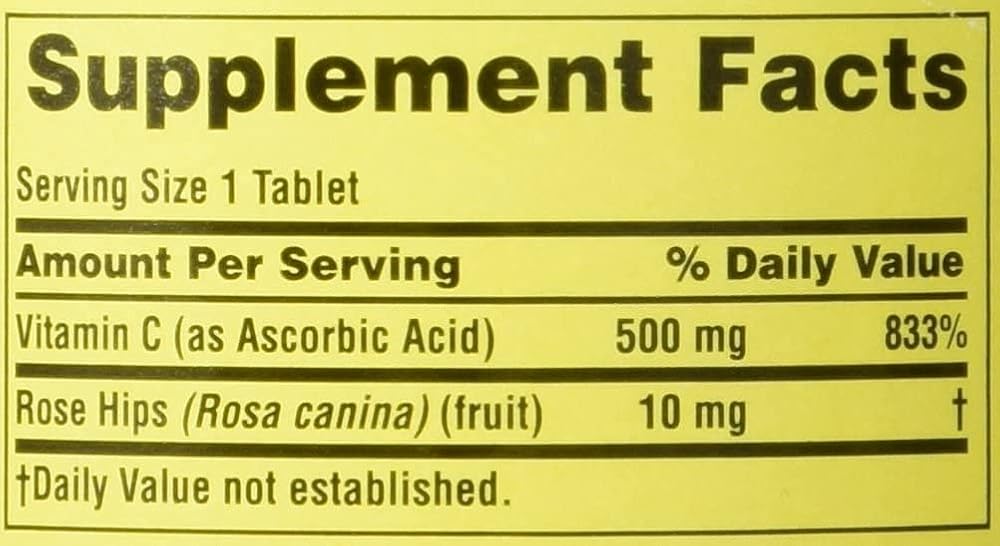 Supplement Facts
Serving Size 1 Tablet
Amount Per Serving % Daily Value
Vitamin C (as Ascorbic Acid) 500 mg 833%
Rose Hips (Rosa canina) (fruit) 10 mg †
†Daily Value not established.